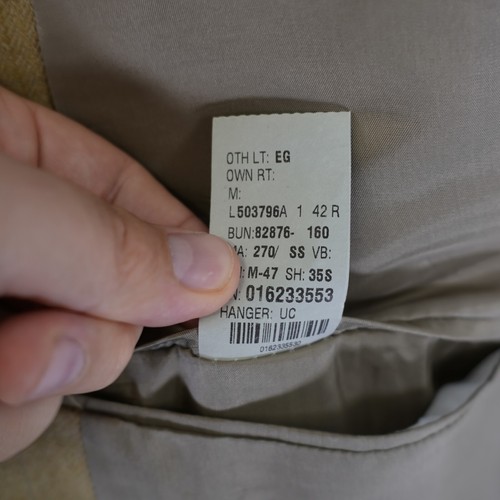 OTH LT: EG
OWN RT:
M:
L503796A 1 42 R
BUN:82876- 160
A: 270/ SS VB:
M-47 SH: 35S
: 016233553
HANGER: UC